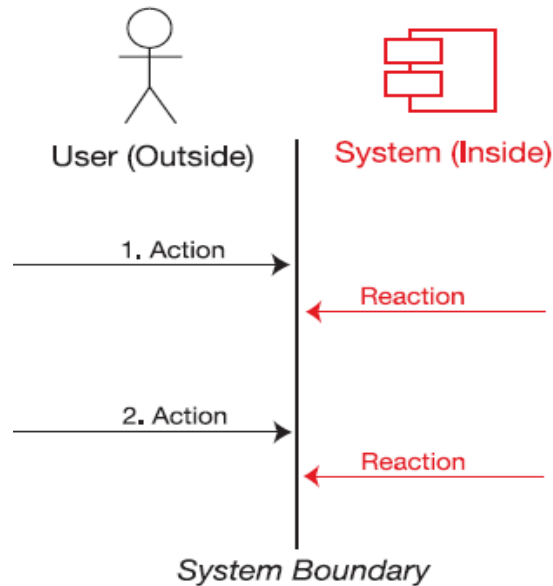 User (Outside)
System (Inside)
1. Action
Reaction
2. Action
Reaction
System Boundary